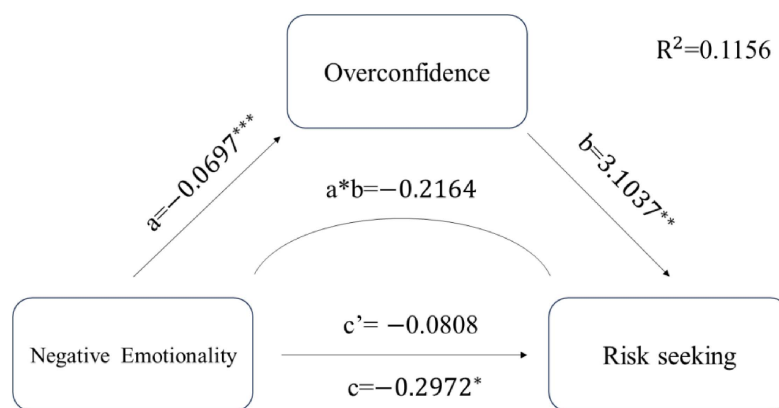 Overconfidence
R²=0.1156
a=−0.0697***
b=3.1037**
a*b=−0.2164
Negative Emotionality
c’= −0.0808
c=−0.2972*
Risk seeking